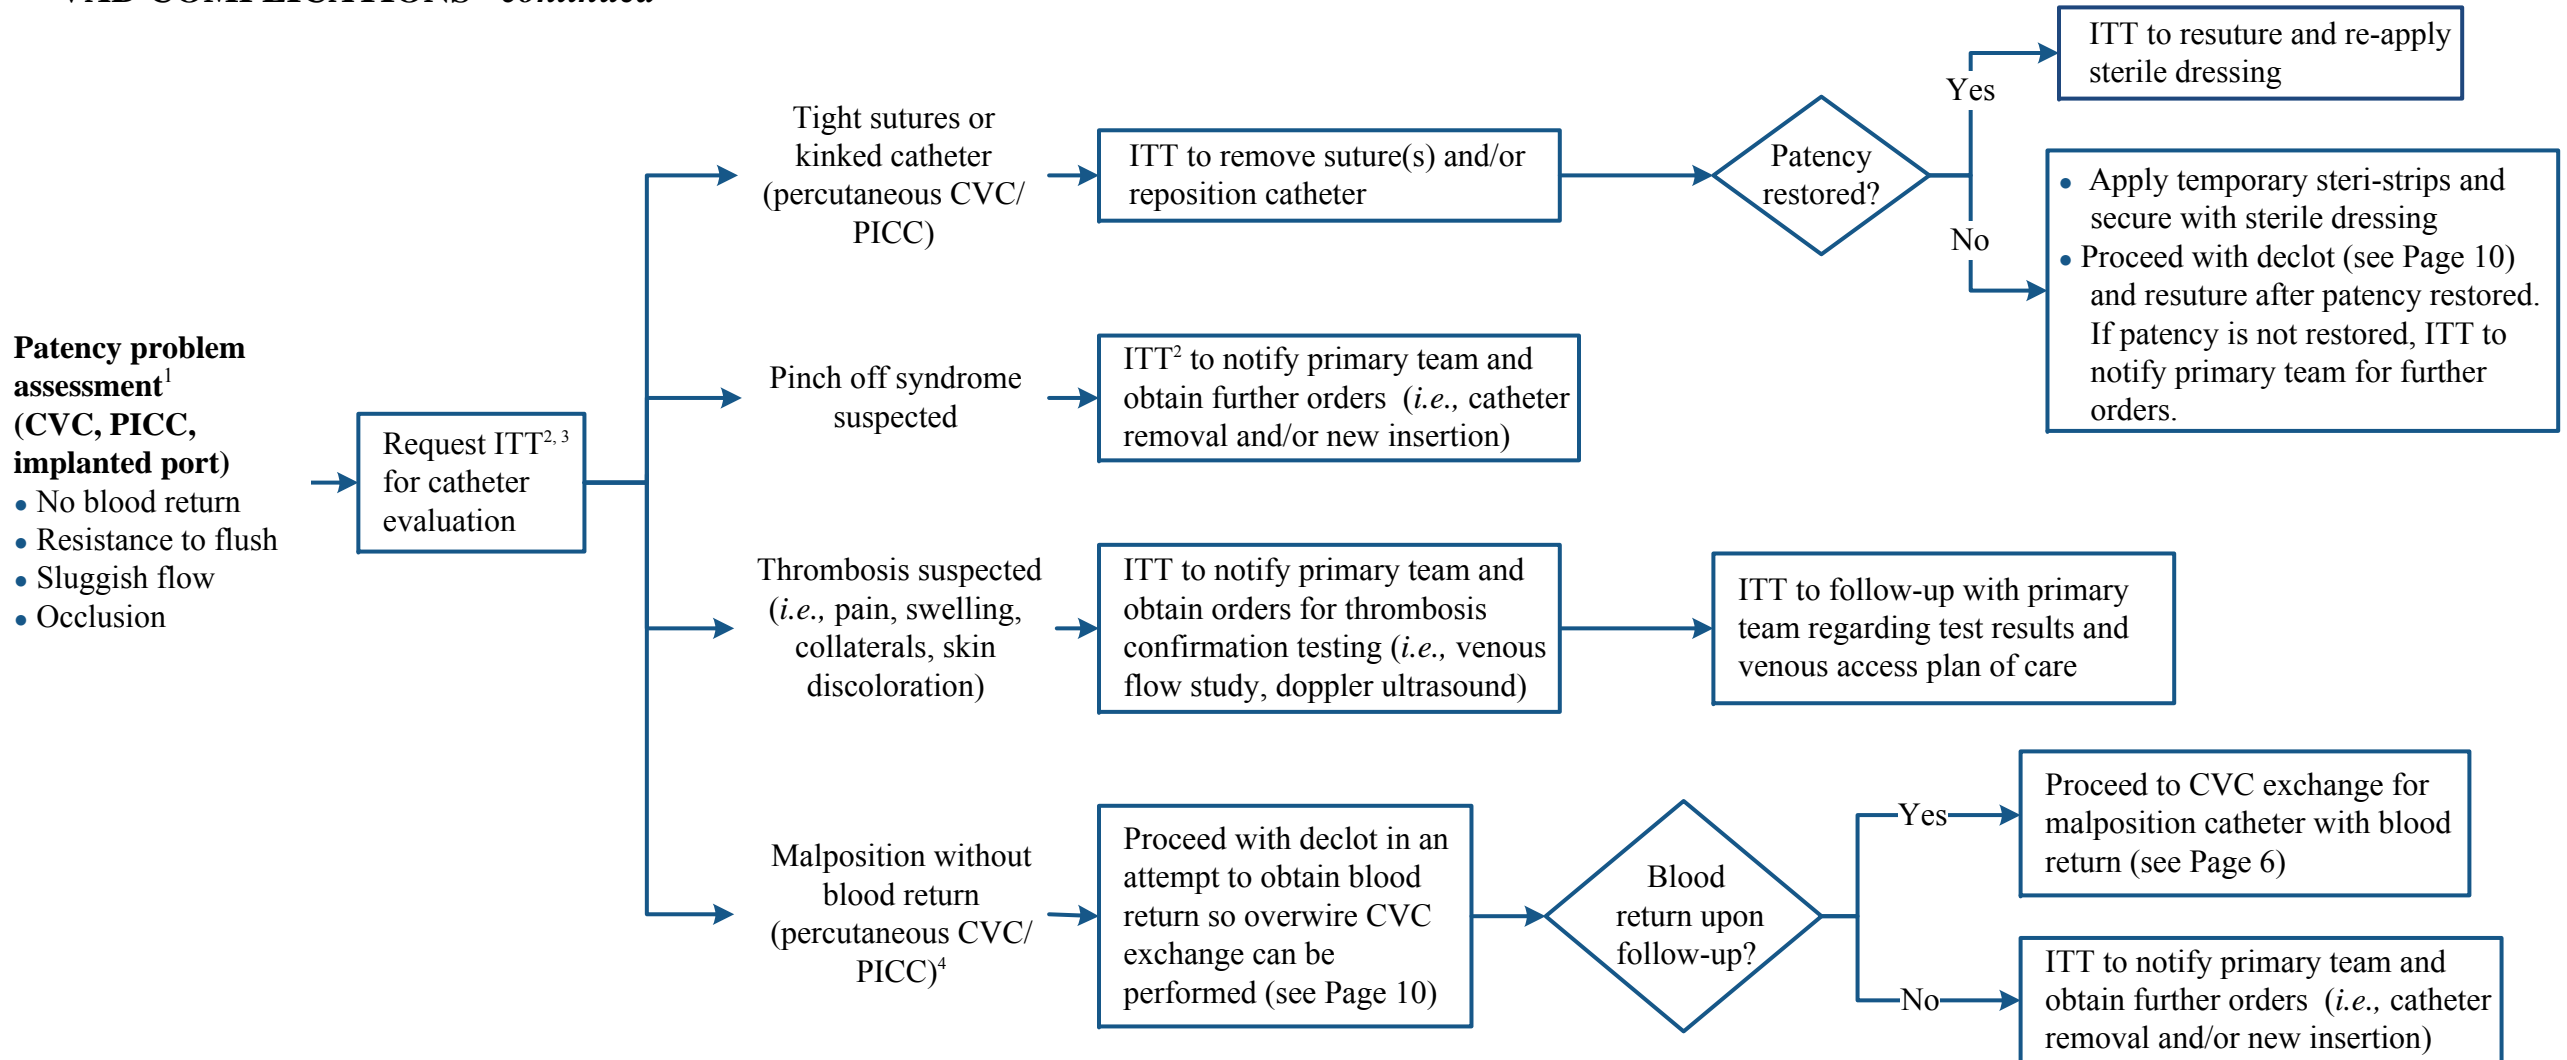 VAD COMPLICATIONS - continued
Patency problem
assessment1
(CVC, PICC,
implanted port)
● No blood return
● Resistance to flush
● Sluggish flow
● Occlusion
Request ITT2, 3
for catheter
evaluation
Tight sutures or
kinked catheter
(percutaneous CVC/
PICC)
ITT to remove suture(s) and/or
reposition catheter
Patency
restored?
Yes
ITT to resuture and re-apply
sterile dressing
No
● Apply temporary steri-strips and
secure with sterile dressing
● Proceed with declot (see Page 10)
and resuture after patency restored.
If patency is not restored, ITT to
notify primary team for further
orders.
Pinch off syndrome
suspected
ITT2 to notify primary team and
obtain further orders (i.e., catheter
removal and/or new insertion)
Thrombosis suspected
(i.e., pain, swelling,
collaterals, skin
discoloration)
ITT to notify primary team and
obtain orders for thrombosis
confirmation testing (i.e., venous
flow study, doppler ultrasound)
ITT to follow-up with primary
team regarding test results and
venous access plan of care
Malposition without
blood return
(percutaneous CVC/
PICC)4
Proceed with declot in an
attempt to obtain blood
return so overwire CVC
exchange can be
performed (see Page 10)
Blood
return upon
follow-up?
Yes
Proceed to CVC exchange for
malposition catheter with blood
return (see Page 6)
No
ITT to notify primary team and
obtain further orders (i.e., catheter
removal and/or new insertion)